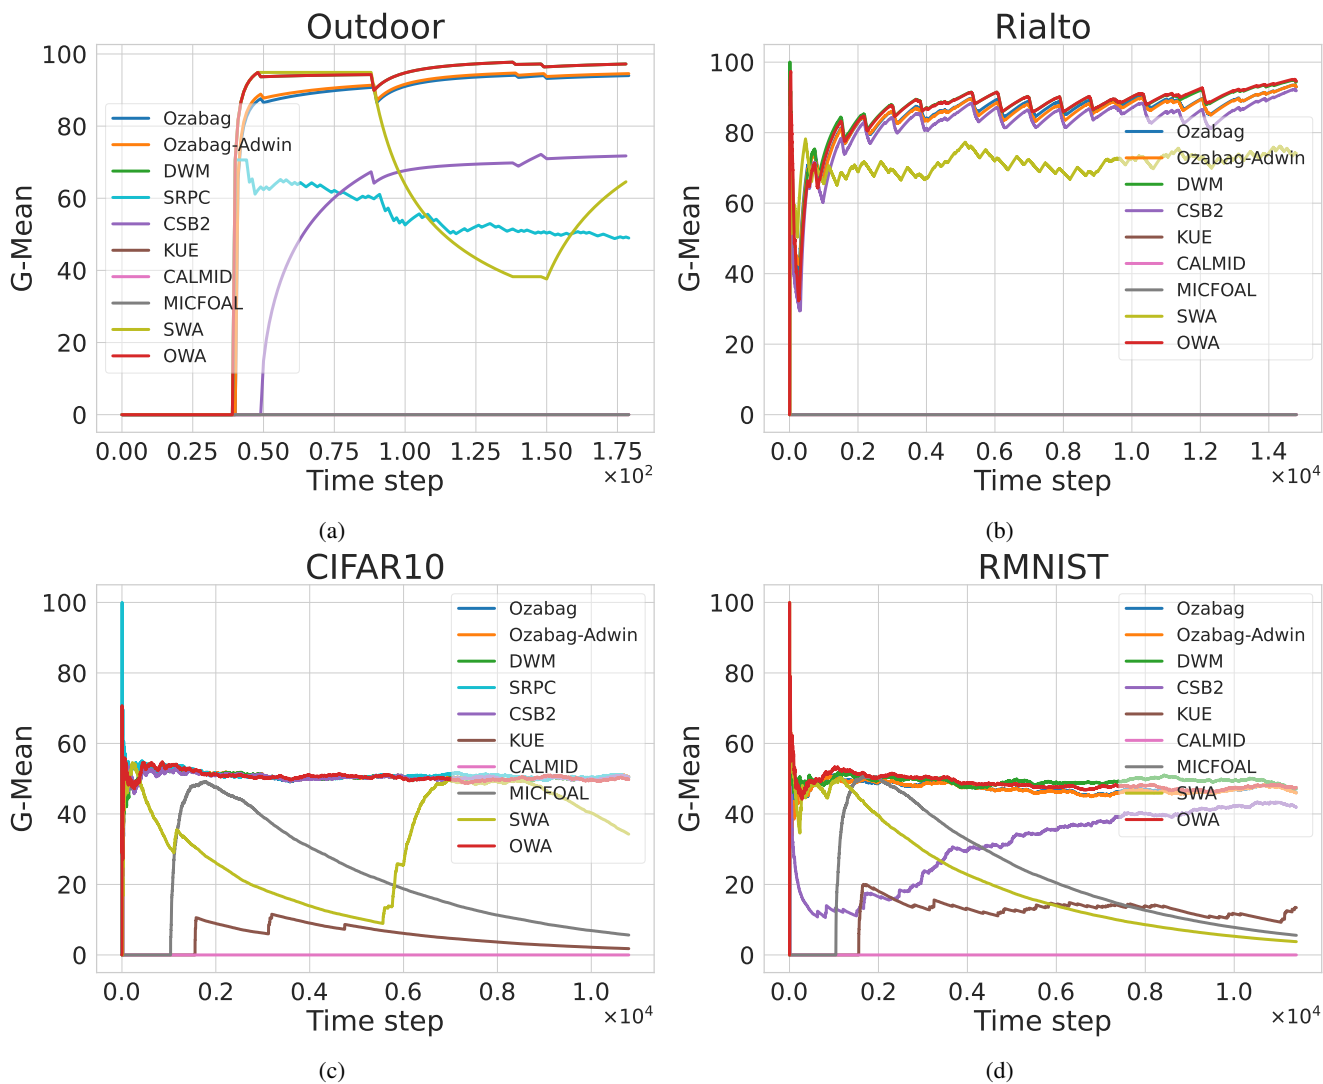 Outdoor
G-Mean
100
80
60
40
20
0
Ozabag
Ozabag-Adwin
DWM
SRPC
CSB2
KUE
CALMID
MICFOAL
SWA
OWA
0.00 0.25 0.50 0.75 1.00 1.25 1.50 1.75
Time step
×10²
(a)
Rialto
G-Mean
100
80
60
40
20
0
Ozabag
Ozabag-Adwin
DWM
CSB2
KUE
CALMID
MICFOAL
SWA
OWA
0.0 0.2 0.4 0.6 0.8 1.0 1.2 1.4
Time step
×10⁴
(b)
CIFAR10
G-Mean
100
80
60
40
20
0
Ozabag
Ozabag-Adwin
DWM
SRPC
CSB2
KUE
CALMID
MICFOAL
SWA
OWA
0.0 0.2 0.4 0.6 0.8 1.0
Time step
×10⁴
(c)
RMNIST
G-Mean
100
80
60
40
20
0
Ozabag
Ozabag-Adwin
DWM
CSB2
KUE
CALMID
MICFOAL
SWA
OWA
0.0 0.2 0.4 0.6 0.8 1.0
Time step
×10⁴
(d)